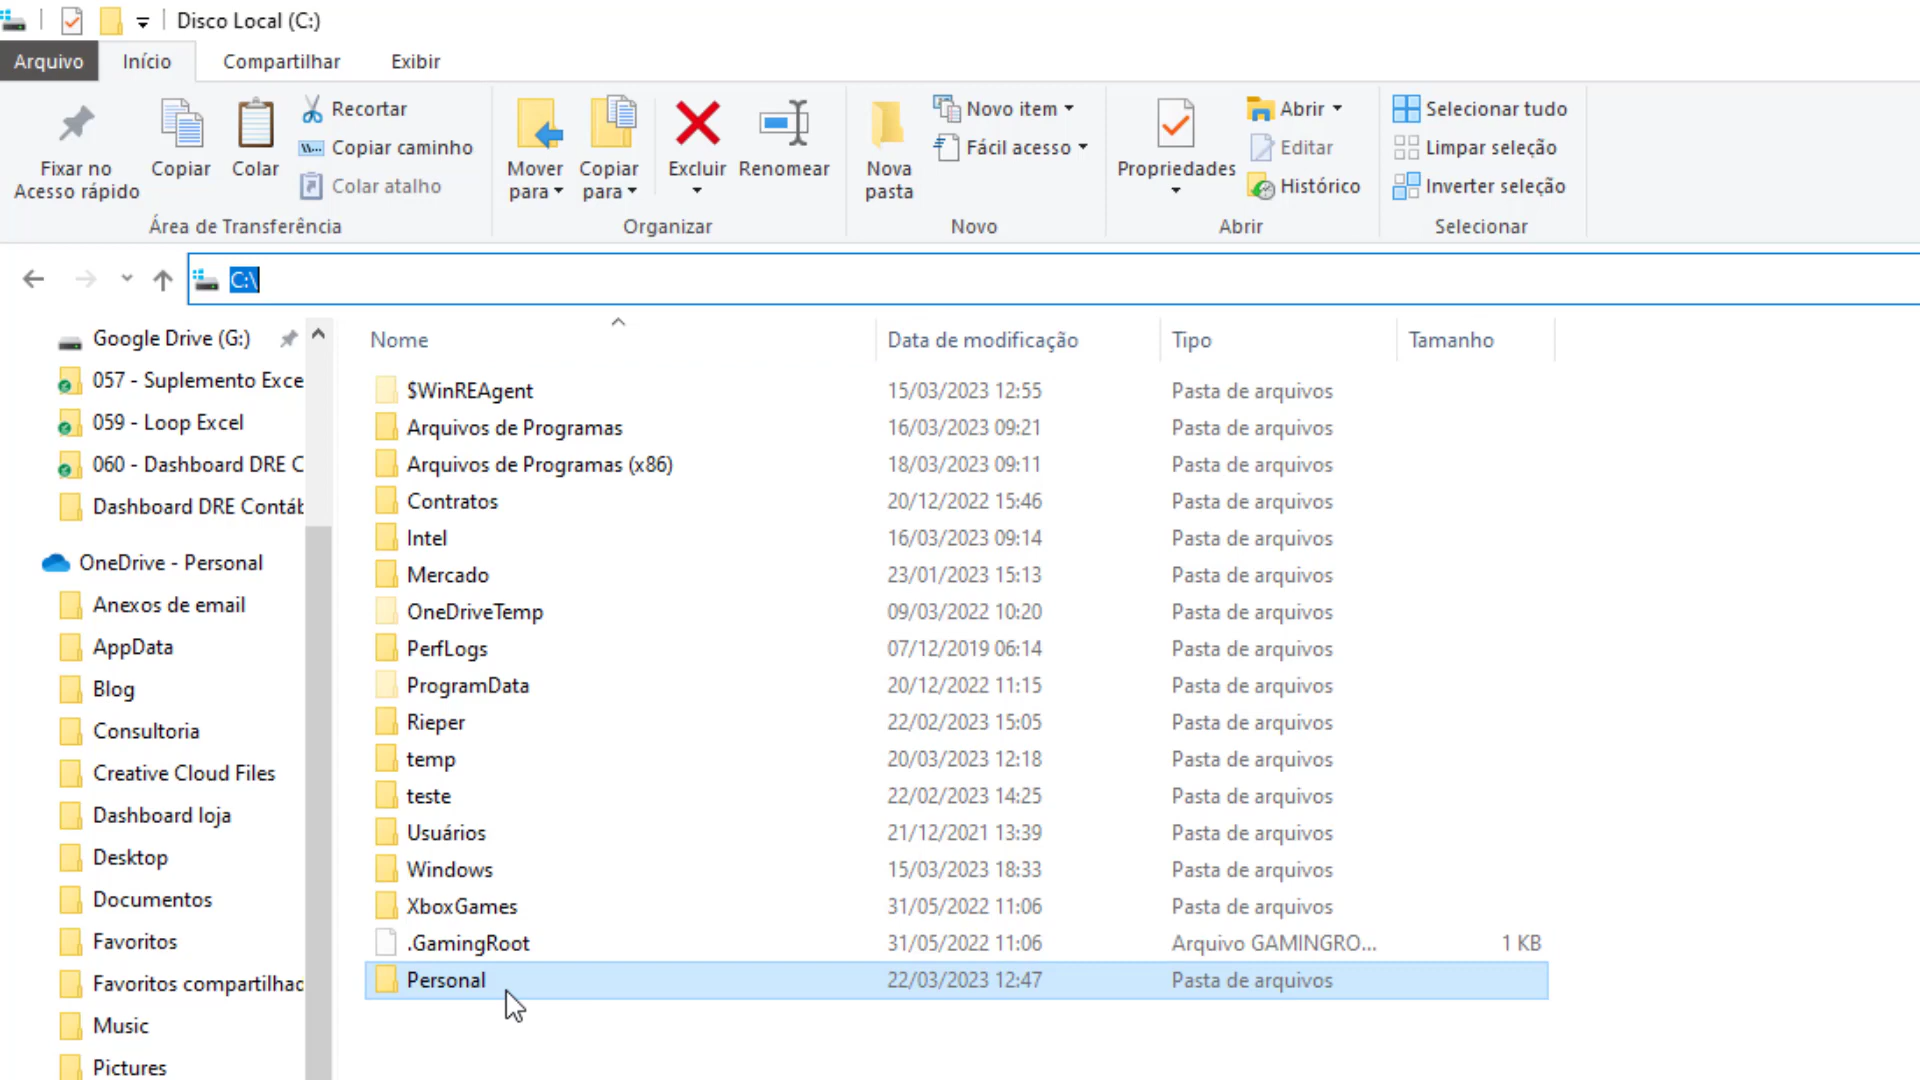 Disco Local (C:)
Arquivo Início Compartilhar Exibir
Fixar no
Acesso rápido
Copiar
Colar
Recortar
Copiar caminho
Colar atalho
Área de Transferência
Mover
para
Copiar
para
Excluir
Renomear
Organizar
Nova
pasta
Novo item
Fácil acesso
Novo
Propriedades
Abrir
Editar
Histórico
Abrir
Selecionar tudo
Limpar seleção
Inverter seleção
Selecionar
C:\
Google Drive (G:)
057 - Suplemento Exce
059 - Loop Excel
060 - Dashboard DRE C
Dashboard DRE Contáb
OneDrive - Personal
Anexos de email
AppData
Blog
Consultoria
Creative Cloud Files
Dashboard loja
Desktop
Documentos
Favoritos
Favoritos compartilhad
Music
Pictures
Nome Data de modificação Tipo Tamanho
$WinREAgent 15/03/2023 12:55 Pasta de arquivos
Arquivos de Programas 16/03/2023 09:21 Pasta de arquivos
Arquivos de Programas (x86) 18/03/2023 09:11 Pasta de arquivos
Contratos 20/12/2022 15:46 Pasta de arquivos
Intel 16/03/2023 09:14 Pasta de arquivos
Mercado 23/01/2023 15:13 Pasta de arquivos
OneDriveTemp 09/03/2022 10:20 Pasta de arquivos
PerfLogs 07/12/2019 06:14 Pasta de arquivos
ProgramData 20/12/2022 11:15 Pasta de arquivos
Rieper 22/02/2023 15:05 Pasta de arquivos
temp 20/03/2023 12:18 Pasta de arquivos
teste 22/02/2023 14:25 Pasta de arquivos
Usuários 21/12/2021 13:39 Pasta de arquivos
Windows 15/03/2023 18:33 Pasta de arquivos
XboxGames 31/05/2022 11:06 Pasta de arquivos
.GamingRoot 31/05/2022 11:06 Arquivo GAMINGRO... 1 KB
Personal 22/03/2023 12:47 Pasta de arquivos